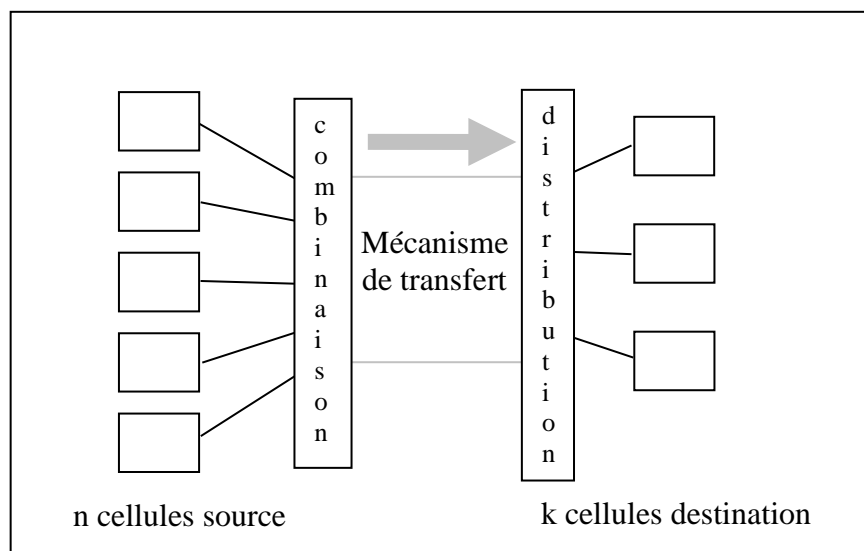 combinaison
Mécanisme
de transfert
distribution
n cellules source
k cellules destination